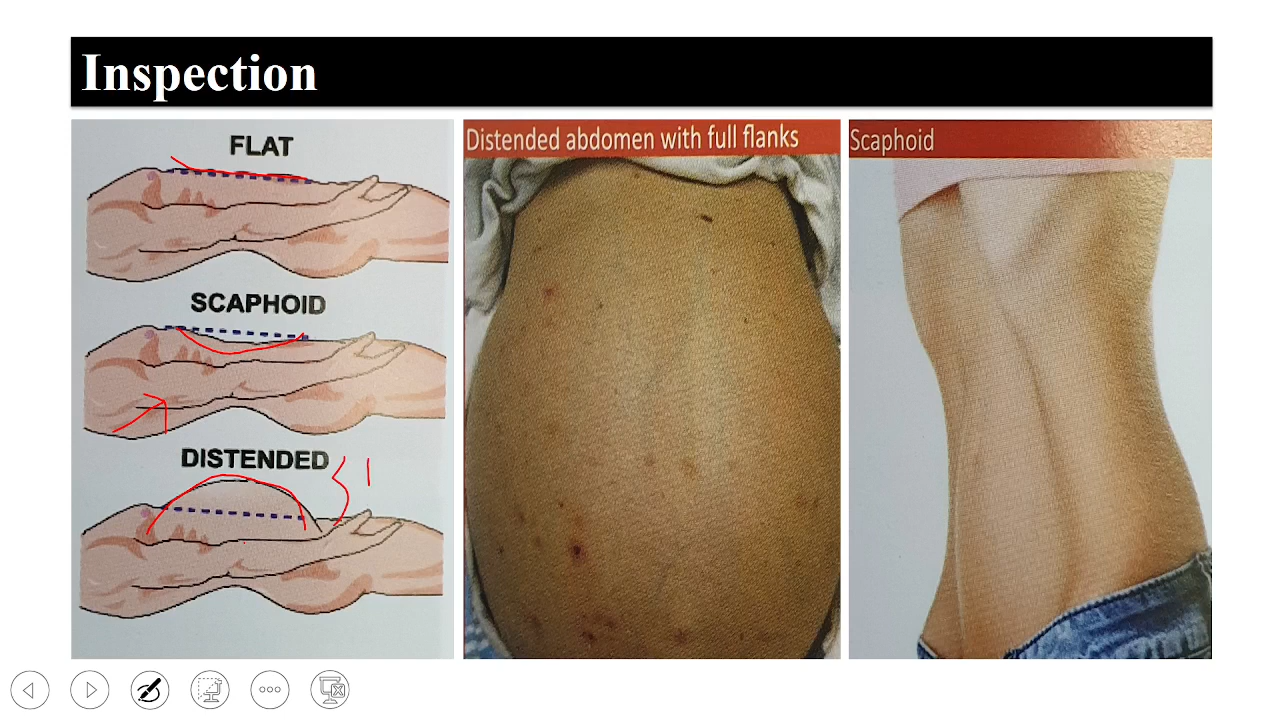 Inspection
FLAT
SCAPHOID
DISTENDED
Distended abdomen with full flanks
Scaphoid